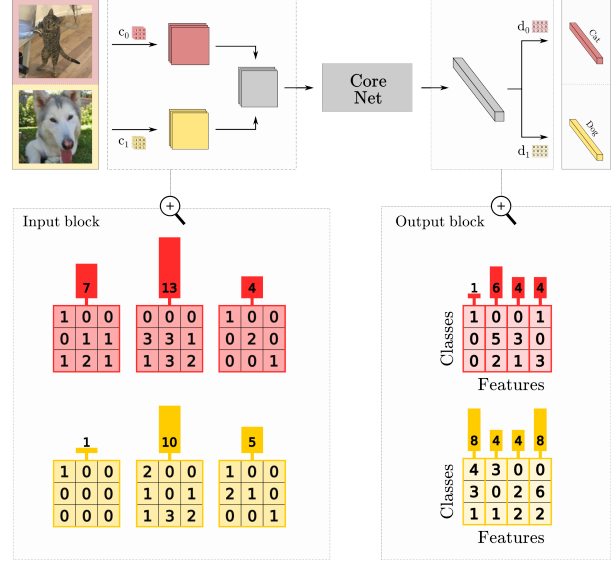 c0
c1
Core
Net
d0
d1
Cat
Dog
Input block
7 13 4
1 0 0 0 0 0 1 0 0
0 1 1 3 3 1 0 2 0
1 2 1 1 3 2 0 0 1
1 10 5
1 0 0 2 0 0 1 0 0
0 0 0 1 0 1 2 1 0
0 0 0 1 3 2 0 0 1
Output block
1 6 4 4
Classes
1 0 0 1
0 5 3 0
0 2 1 3
Features
8 4 4 8
Classes
4 3 0 0
3 0 2 6
1 1 2 2
Features